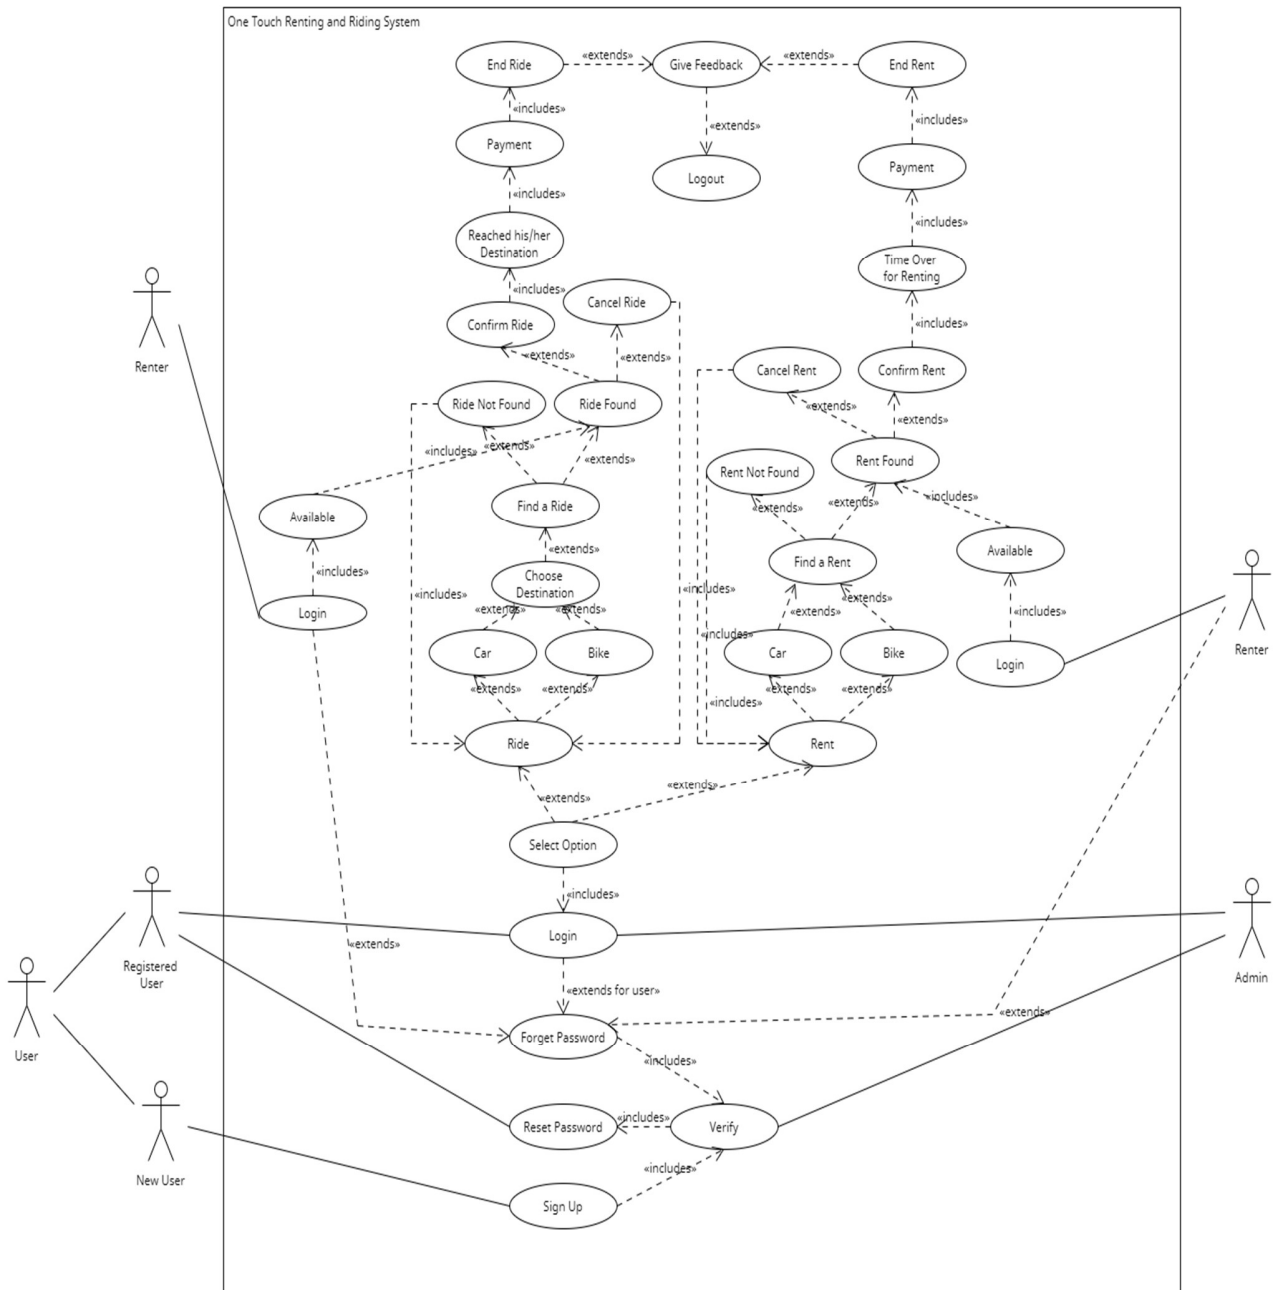 One Touch Renting and Riding System
End Ride
«extends»
Give Feedback
«extends»
End Rent
«includes»
«extends»
«includes»
Payment
Payment
Logout
«includes»
«includes»
Reached his/her
Destination
Time Over
for Renting
«includes»
Cancel Ride
Confirm Ride
«includes»
Renter
«extends»
«extends»
Cancel Rent
Confirm Rent
Ride Not Found
Ride Found
«extends»
«extends»
«includes»
«extends»
«extends»
Rent Not Found
Rent Found
«extends»
«includes»
«extends»
Available
Find a Ride
«extends»
Available
Find a Rent
«includes»
Choose
Destination
«includes»
«includes»
«extends»
«extends»
«extends»
«extends»
«includes»
Login
«includes»
Car
Bike
Car
Bike
Login
Renter
«extends»
«extends»
«extends»
«extends»
«includes»
Ride
Rent
«extends»
«extends»
Select Option
«includes»
Login
«extends»
Registered
User
Admin
«extends for user»
«extends»
Forget Password
User
«includes»
Reset Password
«includes»
Verify
New User
«includes»
Sign Up